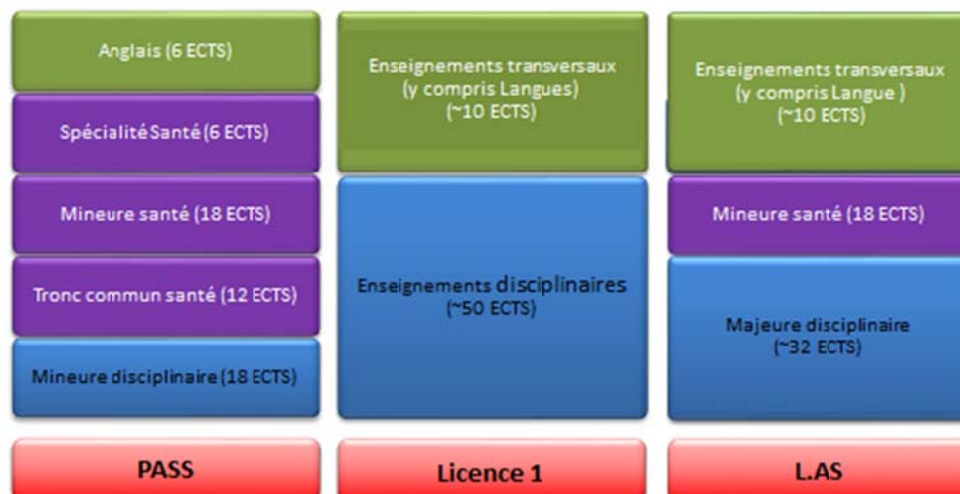 Anglais (6 ECTS)
Spécialité Santé (6 ECTS)
Mineure santé (18 ECTS)
Tronc commun santé (12 ECTS)
Mineure disciplinaire (18 ECTS)
PASS
Enseignements transversaux
(y compris Langues)
(~10 ECTS)
Enseignements disciplinaires
(~50 ECTS)
Licence 1
Enseignements transversaux
(y compris Langue )
(~10 ECTS)
Mineure santé (18 ECTS)
Majeure disciplinaire
(~32 ECTS)
L.AS